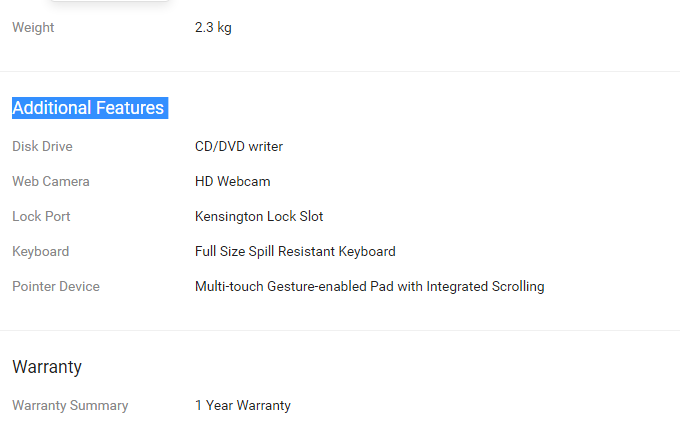 Weight 2.3 kg
Additional Features
Disk Drive CD/DVD writer
Web Camera HD Webcam
Lock Port Kensington Lock Slot
Keyboard Full Size Spill Resistant Keyboard
Pointer Device Multi-touch Gesture-enabled Pad with Integrated Scrolling
Warranty
Warranty Summary 1 Year Warranty